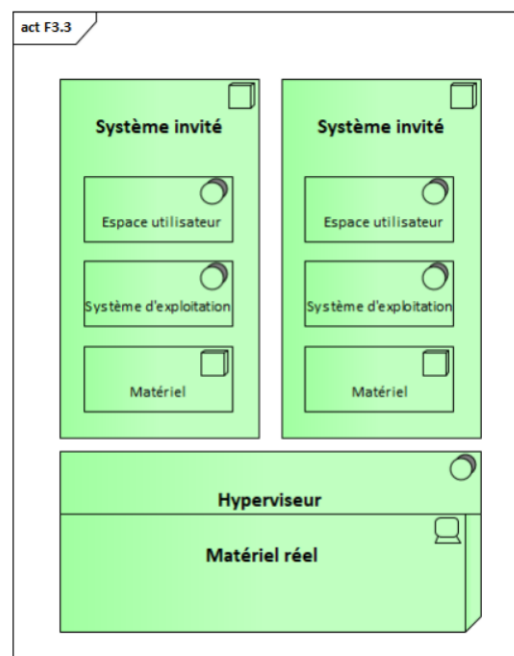 act F3.3
Système invité
Espace utilisateur
Système d'exploitation
Matériel
Système invité
Espace utilisateur
Système d'exploitation
Matériel
Hyperviseur
Matériel réel